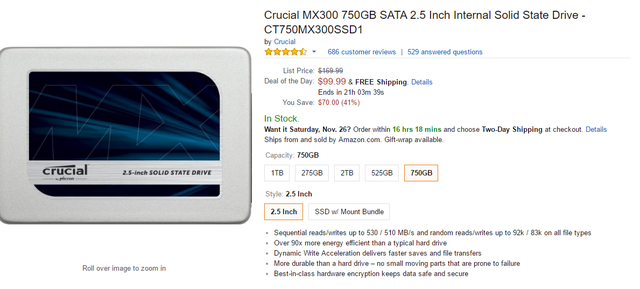 Crucial MX300 750GB SATA 2.5 Inch Internal Solid State Drive -
CT750MX300SSD1
by Crucial
686 customer reviews | 529 answered questions
List Price: $169.99
Deal of the Day: $99.99 & FREE Shipping. Details
Ends in 21h 03m 39s
You Save: $70.00 (41%)
In Stock.
Want it Saturday, Nov. 26? Order within 16 hrs 18 mins and choose Two-Day Shipping at checkout. Details
Ships from and sold by Amazon.com. Gift-wrap available.
Capacity: 750GB
1TB 275GB 2TB 525GB 750GB
Style: 2.5 Inch
2.5 Inch SSD w/ Mount Bundle
Sequential reads/writes up to 530 / 510 MB/s and random reads/writes up to 92k / 83k on all file types
Over 90x more energy efficient than a typical hard drive
Dynamic Write Acceleration delivers faster saves and file transfers
More durable than a hard drive – no small moving parts that are prone to failure
Best-in-class hardware encryption keeps data safe and secure
crucial
by Micron
2.5-inch SOLID STATE DRIVE
Roll over image to zoom in